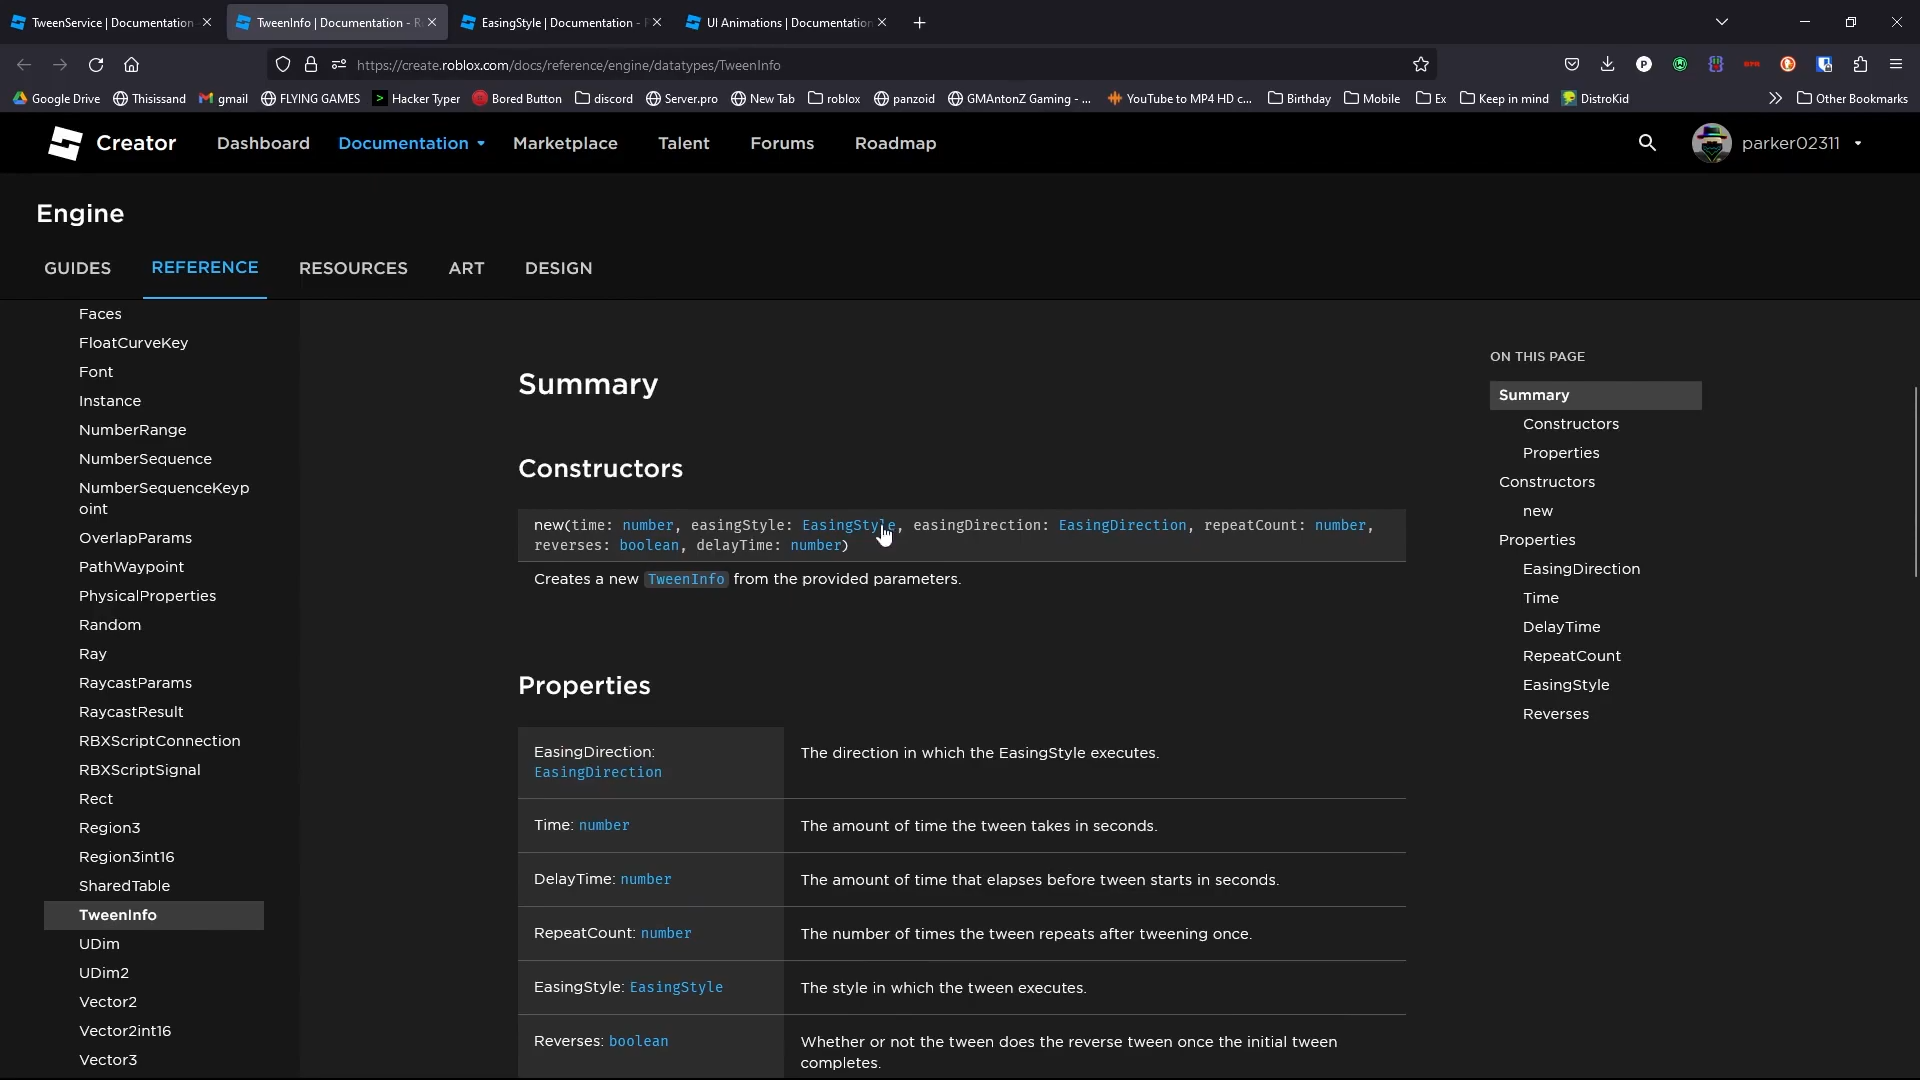 TweenService | Documentation
TweenInfo | Documentation - R
EasingStyle | Documentation -
UI Animations | Documentation
https://create.roblox.com/docs/reference/engine/datatypes/TweenInfo
Google Drive
Thisissand
gmail
FLYING GAMES
Hacker Typer
Bored Button
discord
Server.pro
New Tab
roblox
panzoid
GMAntonZ Gaming - ...
YouTube to MP4 HD c...
Birthday
Mobile
Ex
Keep in mind
DistroKid
Other Bookmarks
Creator
Dashboard
Documentation
Marketplace
Talent
Forums
Roadmap
parker02311
Engine
GUIDES
REFERENCE
RESOURCES
ART
DESIGN
Faces
FloatCurveKey
Font
Instance
NumberRange
NumberSequence
NumberSequenceKeyp
oint
OverlapParams
PathWaypoint
PhysicalProperties
Random
Ray
RaycastParams
RaycastResult
RBXScriptConnection
RBXScriptSignal
Rect
Region3
Region3int16
SharedTable
TweenInfo
UDim
UDim2
Vector2
Vector2int16
Vector3
Summary
Constructors
new(time: number, easingStyle: EasingStyle, easingDirection: EasingDirection, repeatCount: number,
reverses: boolean, delayTime: number)
Creates a new TweenInfo from the provided parameters.
Properties
EasingDirection:
EasingDirection
The direction in which the EasingStyle executes.
Time: number
The amount of time the tween takes in seconds.
DelayTime: number
The amount of time that elapses before tween starts in seconds.
RepeatCount: number
The number of times the tween repeats after tweening once.
EasingStyle: EasingStyle
The style in which the tween executes.
Reverses: boolean
Whether or not the tween does the reverse tween once the initial tween
completes.
ON THIS PAGE
Summary
Constructors
Properties
Constructors
new
Properties
EasingDirection
Time
DelayTime
RepeatCount
EasingStyle
Reverses